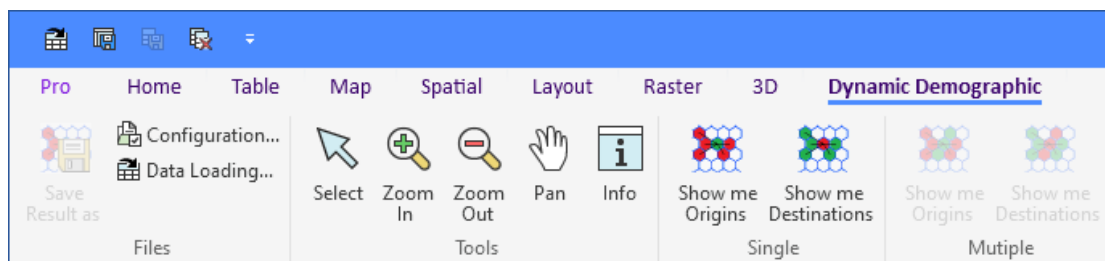 Pro Home Table Map Spatial Layout Raster 3D Dynamic Demographic
Configuration...
Data Loading...
Save
Result as
Files
Select
Zoom
In
Zoom
Out
Pan
Info
Tools
Show me
Origins
Show me
Destinations
Single
Show me
Origins
Show me
Destinations
Mutiple